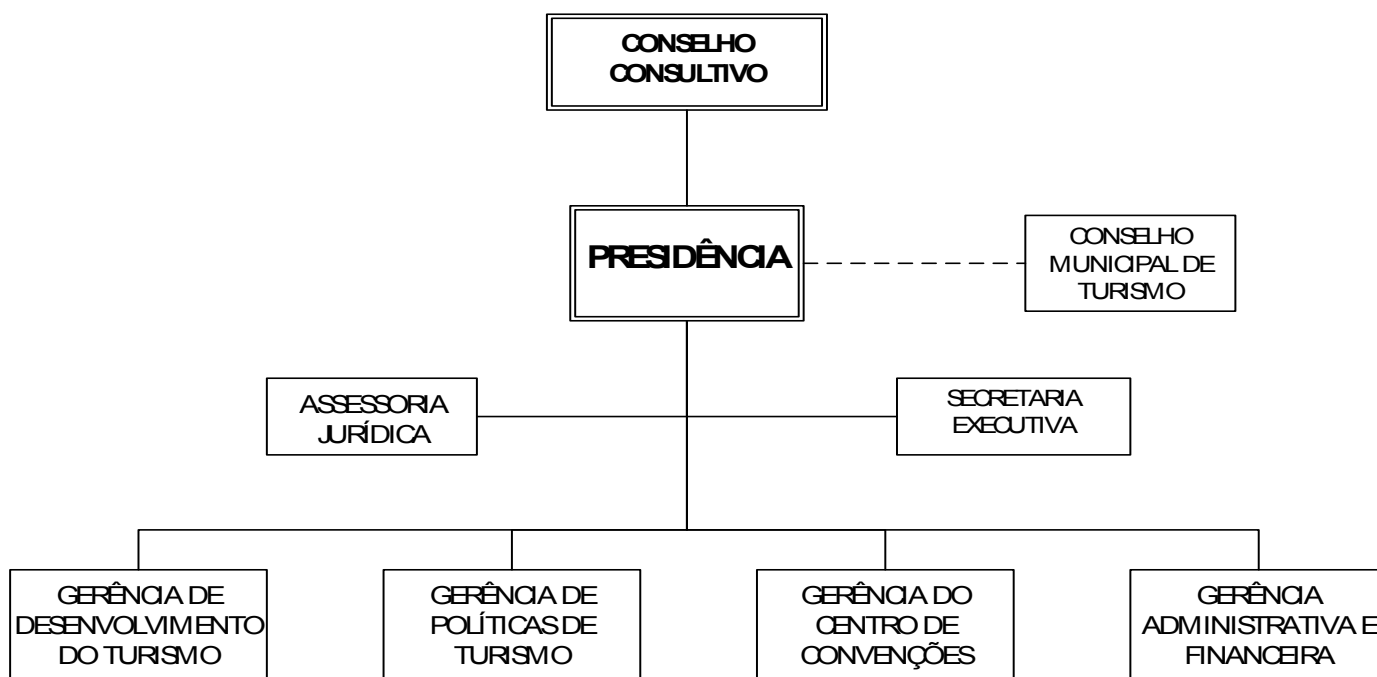 CONSELHO
CONSULTIVO
PRESIDÊNCIA
CONSELHO
MUNICIPAL DE
TURISMO
ASSESSORIA
JURÍDICA
SECRETARIA
EXECUTIVA
GERÊNCIA DE
DESENVOLVIMENTO
DO TURISMO
GERÊNCIA DE
POLÍTICAS DE
TURISMO
GERÊNCIA DO
CENTRO DE
CONVENÇÕES
GERÊNCIA
ADMINISTRATIVA E
FINANCEIRA